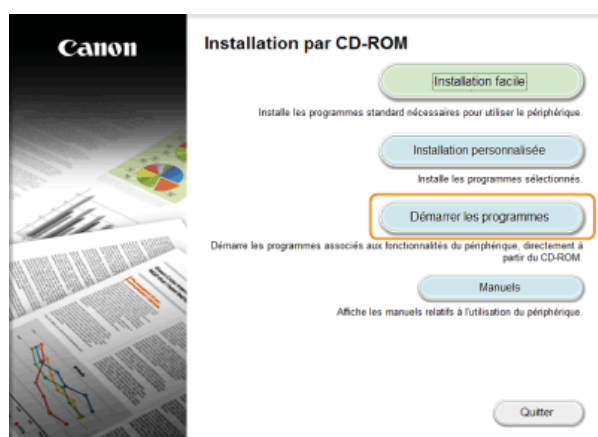 Canon
Installation par CD-ROM
Installation facile
Installe les programmes standard nécessaires pour utiliser le périphérique.
Installation personnalisée
Installe les programmes sélectionnés.
Démarrer les programmes
Démarre les programmes associés aux fonctionnalités du périphérique, directement à
partir du CD-ROM.
Manuels
Affiche les manuels relatifs à l'utilisation du périphérique.
Quitter